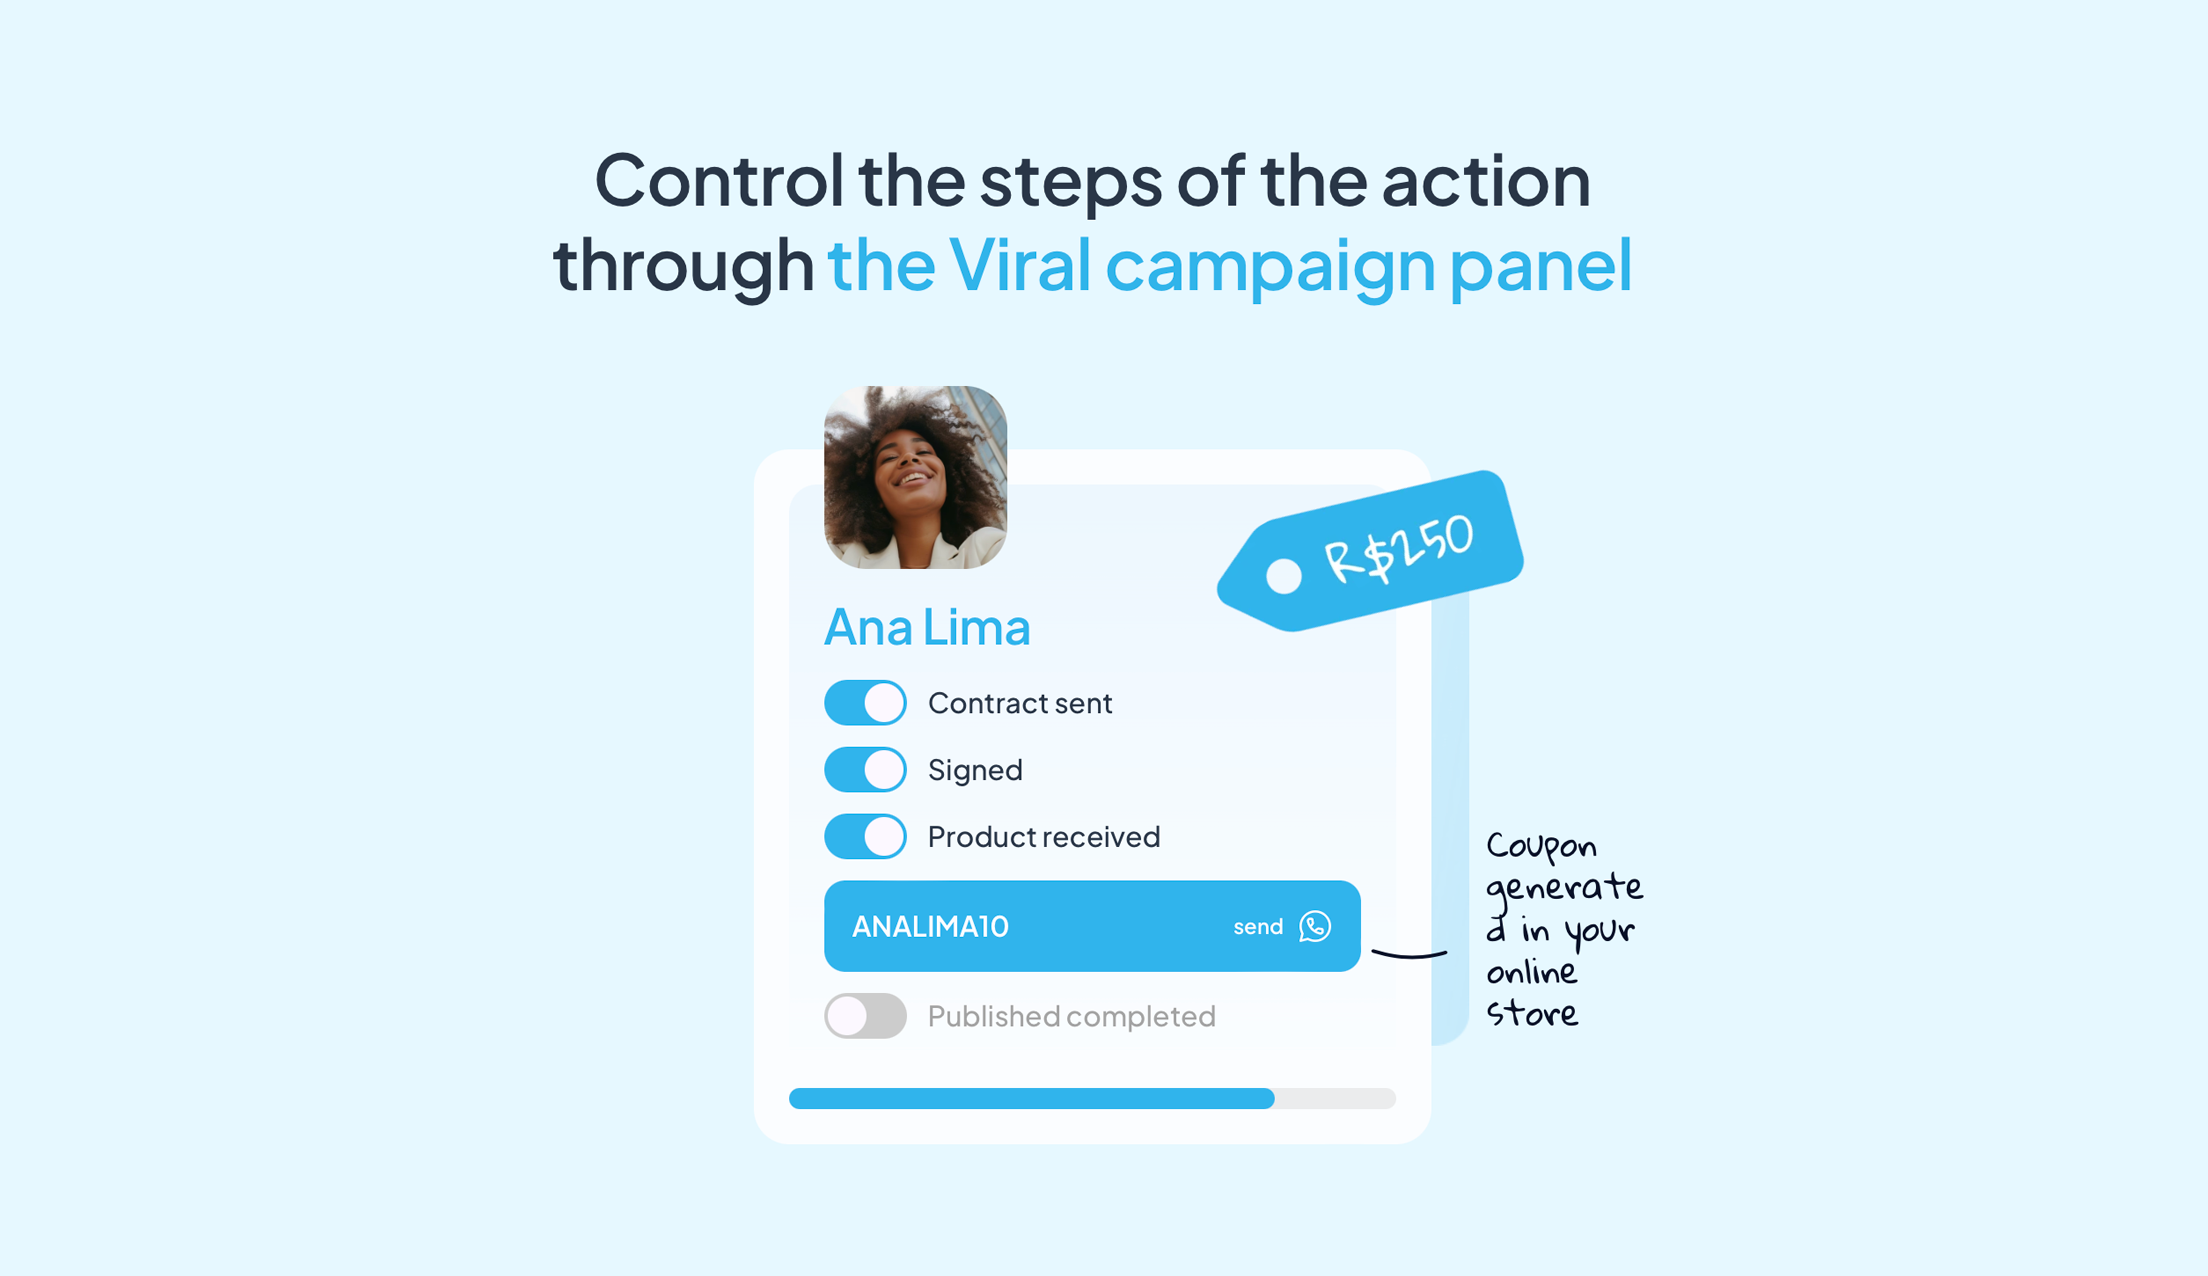 Control the steps of the action
through the Viral campaign panel
R$250
Ana Lima
Contract sent
Signed
Product received
ANALIMA10
send
Published completed
Coupon
generate
d in your
online
store